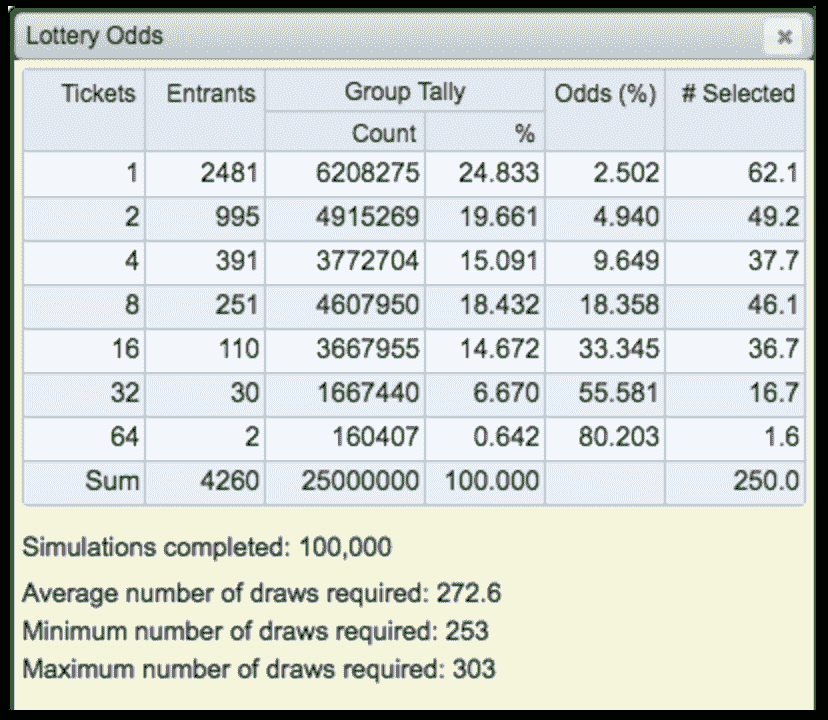 Lottery Odds ×
Tickets Entrants Group Tally Odds (%) # Selected
Count %
1 2481 6208275 24.833 2.502 62.1
2 995 4915269 19.661 4.940 49.2
4 391 3772704 15.091 9.649 37.7
8 251 4607950 18.432 18.358 46.1
16 110 3667955 14.672 33.345 36.7
32 30 1667440 6.670 55.581 16.7
64 2 160407 0.642 80.203 1.6
Sum 4260 25000000 100.000 250.0
Simulations completed: 100,000
Average number of draws required: 272.6
Minimum number of draws required: 253
Maximum number of draws required: 303